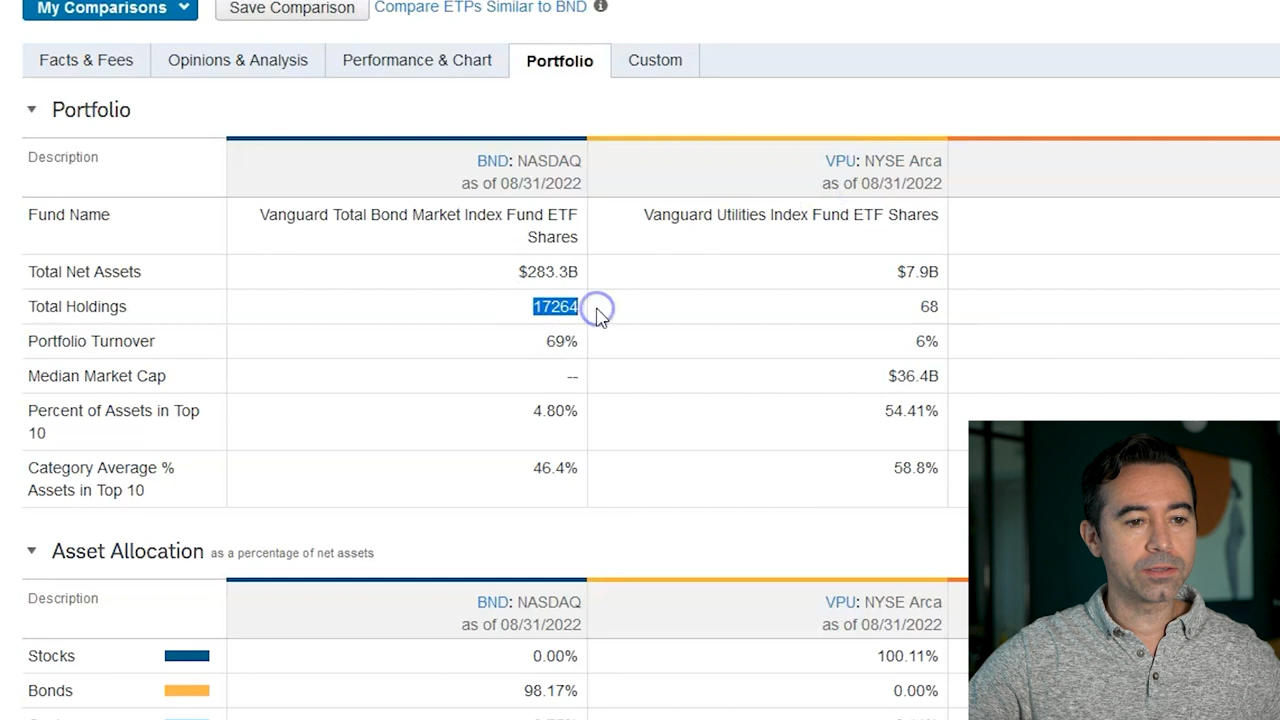 My Comparisons
Save Comparison
Compare ETPs Similar to BND
Facts & Fees
Opinions & Analysis
Performance & Chart
Portfolio
Custom
Portfolio
Description
BND: NASDAQ
as of 08/31/2022
VPU: NYSE Arca
as of 08/31/2022
Fund Name
Vanguard Total Bond Market Index Fund ETF
Shares
Vanguard Utilities Index Fund ETF Shares
Total Net Assets
$283.3B
$7.9B
Total Holdings
17264
68
Portfolio Turnover
69%
6%
Median Market Cap
--
$36.4B
Percent of Assets in Top
10
4.80%
54.41%
Category Average %
Assets in Top 10
46.4%
58.8%
Asset Allocation as a percentage of net assets
Description
BND: NASDAQ
as of 08/31/2022
VPU: NYSE Arca
as of 08/31/2022
Stocks
0.00%
100.11%
Bonds
98.17%
0.00%